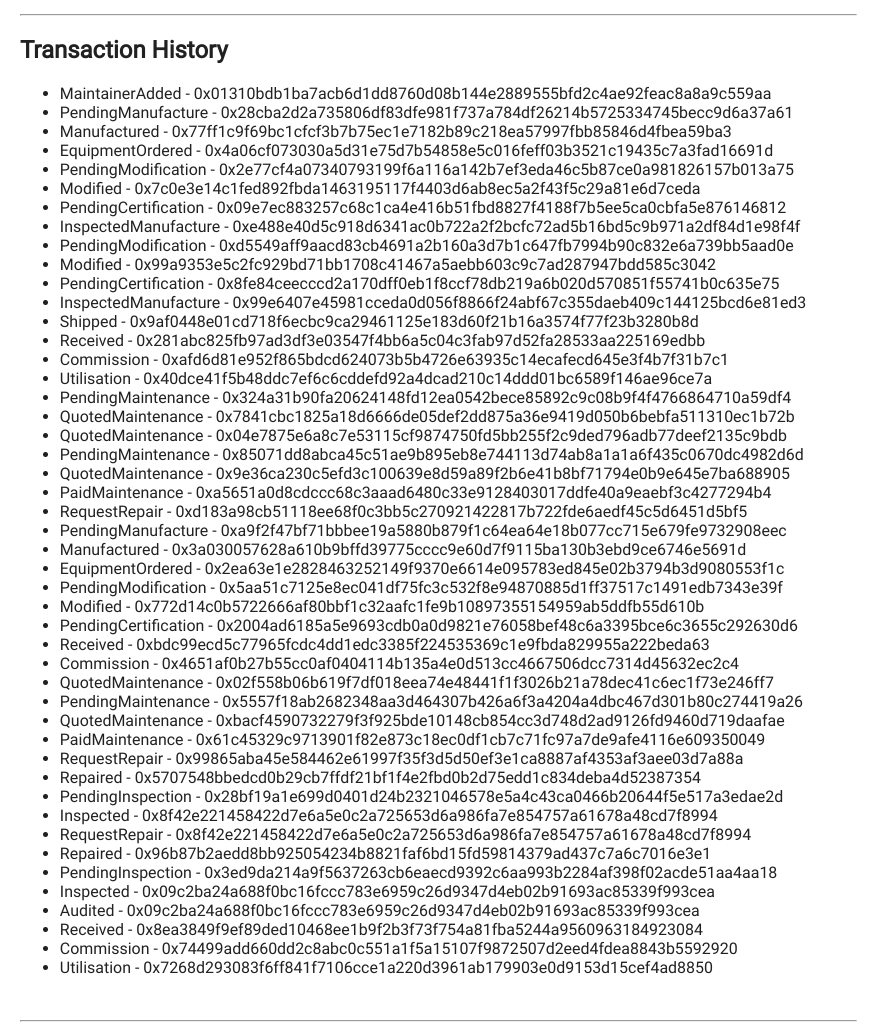 Transaction History
MaintainerAdded - 0x01310bdb1ba7acb6d1dd8760d08b144e2889555bfd2c4ae92feac8a8a9c559aa
PendingManufacture - 0x28cba2d2a735806df83dfe981f737a784df26214b5725334745becc9d6a37a61
Manufactured - 0x77ff1c9f69bc1cfcf3b7b75ec1e7182b89c218ea57997fbb85846d4fbea59ba3
EquipmentOrdered - 0x4a06cf073030a5d31e75d7b54858e5c016feff03b3521c19435c7a3fad16691d
PendingModification - 0x2e77cf4a07340793199f6a116a142b7ef3eda46c5b87ce0a981826157b013a75
Modified - 0x7c0e3e14c1fed892fbda1463195117f4403d6ab8ec5a2f43f5c29a81e6d7ceda
PendingCertification - 0x09e7ec883257c68c1ca4e416b51fbd8827f4188f7b5ee5ca0cbfa5e876146812
InspectedManufacture - 0xe488e40d5c918d6341ac0b722a2f2bcfc72ad5b16bd5c9b971a2df84d1e98f4f
PendingModification - 0xd5549aff9aacd83cb4691a2b160a3d7b1c647fb7994b90c832e6a739bb5aad0e
Modified - 0x99a9353e5c2fc929bd71bb1708c41467a5aebb603c9c7ad287947bdd585c3042
PendingCertification - 0x8fe84ceecccd2a170dff0eb1f8ccf78db219a6b020d570851f55741b0c635e75
InspectedManufacture - 0x99e6407e45981cceda0d056f8866f24abf67c355daeb409c144125bcd6e81ed3
Shipped - 0x9af0448e01cd718f6ecbc9ca29461125e183d60f21b16a3574f77f23b3280b8d
Received - 0x281abc825fb97ad3df3e03547f4bb6a5c04c3fab97d52fa28533aa225169edbb
Commission - 0xafd6d81e952f865bdcd624073b5b4726e63935c14ecafecd645e3f4b7f31b7c1
Utilisation - 0x40dce41f5b48ddc7ef6c6cddefd92a4dcad210c14ddd01bc6589f146ae96ce7a
PendingMaintenance - 0x324a31b90fa20624148fd12ea0542bece85892c9c08b9f4f4766864710a59df4
QuotedMaintenance - 0x7841cbc1825a18d6666de05def2dd875a36e9419d050b6bebfa511310ec1b72b
QuotedMaintenance - 0x04e7875e6a8c7e53115cf9874750fd5bb255f2c9ded796adb77deef2135c9bdb
PendingMaintenance - 0x85071dd8abca45c51ae9b895eb8e744113d74ab8a1a1a6f435c0670dc4982d6d
QuotedMaintenance - 0x9e36ca230c5efd3c100639e8d59a89f2b6e41b8bf71794e0b9e645e7ba688905
PaidMaintenance - 0xa5651a0d8cdccc68c3aaad6480c33e9128403017ddfe40a9eaebf3c4277294b4
RequestRepair - 0xd183a98cb51118ee68f0c3bb5c270921422817b722fde6aedf45c5d6451d5bf5
PendingManufacture - 0xa9f2f47bf71bbbee19a5880b879f1c64ea64e18b077cc715e679fe9732908eec
Manufactured - 0x3a030057628a610b9bffd39775cccc9e60d7f9115ba130b3ebd9ce6746e5691d
EquipmentOrdered - 0x2ea63e1e2828463252149f9370e6614e095783ed845e02b3794b3d9080553f1c
PendingModification - 0x5aa51c7125e8ec041df75fc3c532f8e94870885d1ff37517c1491edb7343e39f
Modified - 0x772d14c0b5722666af80bbf1c32aafc1fe9b10897355154959ab5ddfb55d610b
PendingCertification - 0x2004ad6185a5e9693cdb0a0d9821e76058bef48c6a3395bce6c3655c292630d6
Received - 0xbdc99ecd5c77965fcdc4dd1edc3385f224535369c1e9fbda829955a222beda63
Commission - 0x4651af0b27b55cc0af0404114b135a4e0d513cc4667506dcc7314d45632ec2c4
QuotedMaintenance - 0x02f558b06b619f7df018eea74e48441f1f3026b21a78dec41c6ec1f73e246ff7
PendingMaintenance - 0x5557f18ab2682348aa3d464307b426a6f3a4204a4dbc467d301b80c274419a26
QuotedMaintenance - 0xbacf4590732279f3f925bde10148cb854cc3d748d2ad9126fd9460d719daafae
PaidMaintenance - 0x61c45329c9713901f82e873c18ec0df1cb7c71fc97a7de9afe4116e609350049
RequestRepair - 0x99865aba45e584462e61997f35f3d5d50ef3e1ca8887af4353af3aee03d7a88a
Repaired - 0x5707548bbedcd0b29cb7ffdf21bf1f4e2fbd0b2d75edd1c834deba4d52387354
PendingInspection - 0x28bf19a1e699d0401d24b2321046578e5a4c43ca0466b20644f5e517a3edae2d
Inspected - 0x8f42e221458422d7e6a5e0c2a725653d6a986fa7e854757a61678a48cd7f8994
RequestRepair - 0x8f42e221458422d7e6a5e0c2a725653d6a986fa7e854757a61678a48cd7f8994
Repaired - 0x96b87b2aedd8bb925054234b8821faf6bd15fd59814379ad437c7a6c7016e3e1
PendingInspection - 0x3ed9da214a9f5637263cb6eaecd9392c6aa993b2284af398f02acde51aa4aa18
Inspected - 0x09c2ba24a688f0bc16fccc783e6959c26d9347d4eb02b91693ac85339f993cea
Audited - 0x09c2ba24a688f0bc16fccc783e6959c26d9347d4eb02b91693ac85339f993cea
Received - 0x8ea3849f9ef89ded10468ee1b9f2b3f73f754a81fba5244a9560963184923084
Commission - 0x74499add660dd2c8abc0c551a1f5a15107f9872507d2eed4fdea8843b5592920
Utilisation - 0x7268d293083f6ff841f7106cce1a220d3961ab179903e0d9153d15cef4ad8850